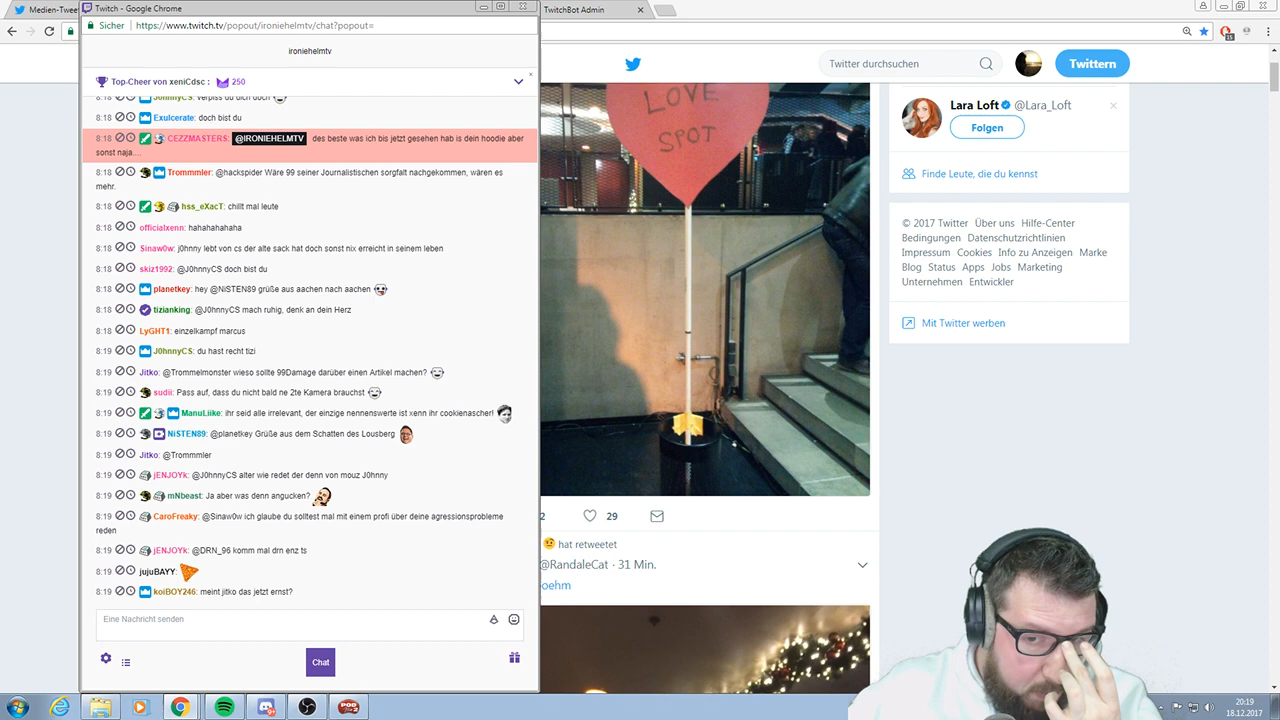 Medien-Tweet
Twitch - Google Chrome
TwitchBot Admin
Sicher https://www.twitch.tv/popout/ironiehelmtv/chat?popout=
ironiehelmtv
Top-Cheer von xeniCdsc : 250
8:18 J0hnnyCS: verpiss du dich doch
8:18 Exulcerate: doch bist du
8:18 CEZZMASTERS: @IRONIEHELMTV des beste was ich bis jetzt gesehen hab is dein hoodie aber
sonst naja....
8:18 Trommmler: @hackspider Wäre 99 seiner Journalistischen sorgfalt nachgekommen, wären es
mehr.
8:18 hss_eXacT: chillt mal leute
8:18 officialxenn: hahahahahaha
8:18 Sinaw0w: j0hnny lebt von cs der alte sack hat doch sonst nix erreicht in seinem leben
8:18 skiz1992: @J0hnnyCS doch bist du
8:18 planetkey: hey @NiSTEN89 grüße aus aachen nach aachen
8:18 tizianking: @J0hnnyCS mach ruhig, denk an dein Herz
8:18 LyGHT1: einzelkampf marcus
8:19 J0hnnyCS: du hast recht tizi
8:19 Jitko: @Trommelmonster wieso sollte 99Damage darüber einen Artikel machen?
8:19 sudii: Pass auf, dass du nicht bald ne 2te Kamera brauchst
8:19 ManuLiike: ihr seid alle irrelevant, der einzige nennenswerte ist xenn ihr cookienascher!
8:19 NiSTEN89: @planetkey Grüße aus dem Schatten des Lousberg
8:19 Jitko: @Trommmler
8:19 jENJOYk: @J0hnnyCS alter wie redet der denn von mouz J0hnny
8:19 mNbeast: Ja aber was denn angucken?
8:19 CaroFreaky: @Sinaw0w ich glaube du solltest mal mit einem profi über deine agressionsprobleme
reden
8:19 jENJOYk: @DRN_96 komm mal drn enz ts
8:19 jujuBAYY:
8:19 koiBOY246: meint jitko das jetzt ernst?
Eine Nachricht senden
Chat
LOVE
SPOT
2 29
hat retweetet
@RandaleCat · 31 Min.
oehm
Twitter durchsuchen
Twittern
Lara Loft @Lara_Loft
Folgen
Finde Leute, die du kennst
© 2017 Twitter Über uns Hilfe-Center
Bedingungen Datenschutzrichtlinien
Impressum Cookies Info zu Anzeigen Marke
Blog Status Apps Jobs Marketing
Unternehmen Entwickler
Mit Twitter werben
20:19
18.12.2017